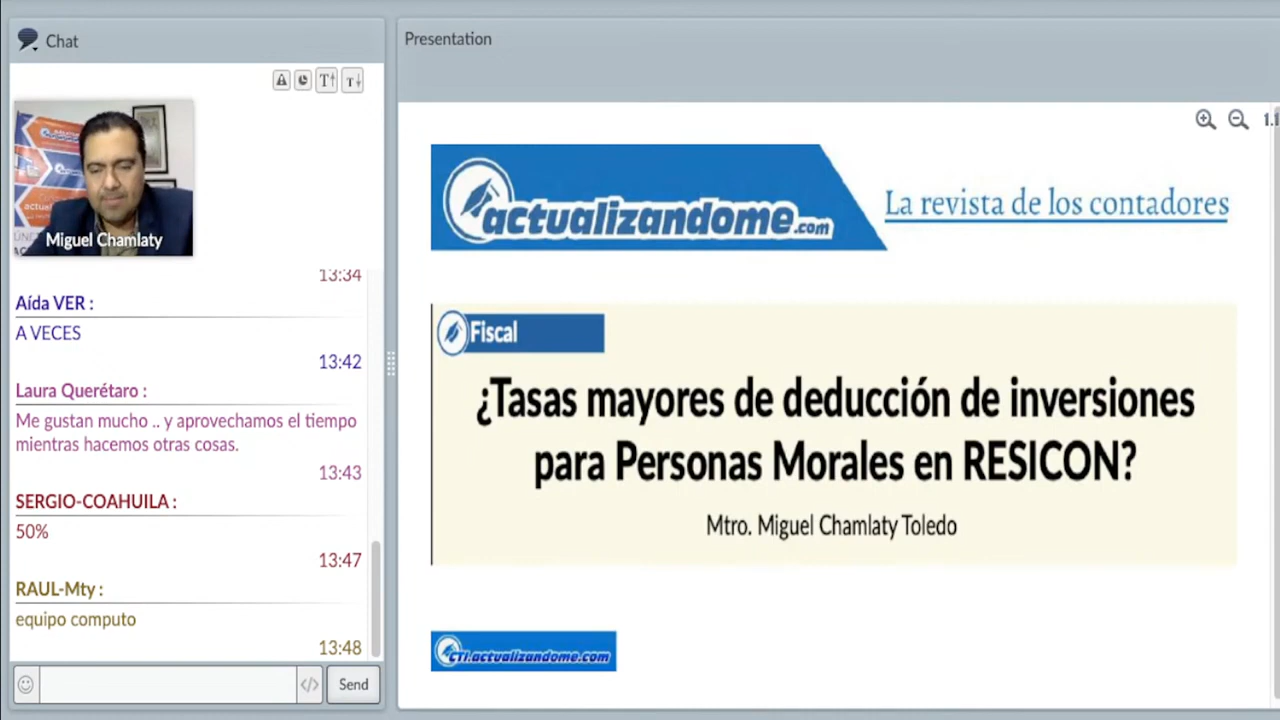 Chat
T T
actua
Miguel Chamlaty
13:34
Aída VER :
A VECES
13:42
Laura Querétaro :
Me gustan mucho .. y aprovechamos el tiempo
mientras hacemos otras cosas.
13:43
SERGIO-COAHUILA :
50%
13:47
RAUL-Mty :
equipo computo
13:48
Send
Presentation
1.1
actualizandome.com
La revista de los contadores
Fiscal
¿Tasas mayores de deducción de inversiones
para Personas Morales en RESICON?
Mtro. Miguel Chamlaty Toledo
CTI.actualizandome.com